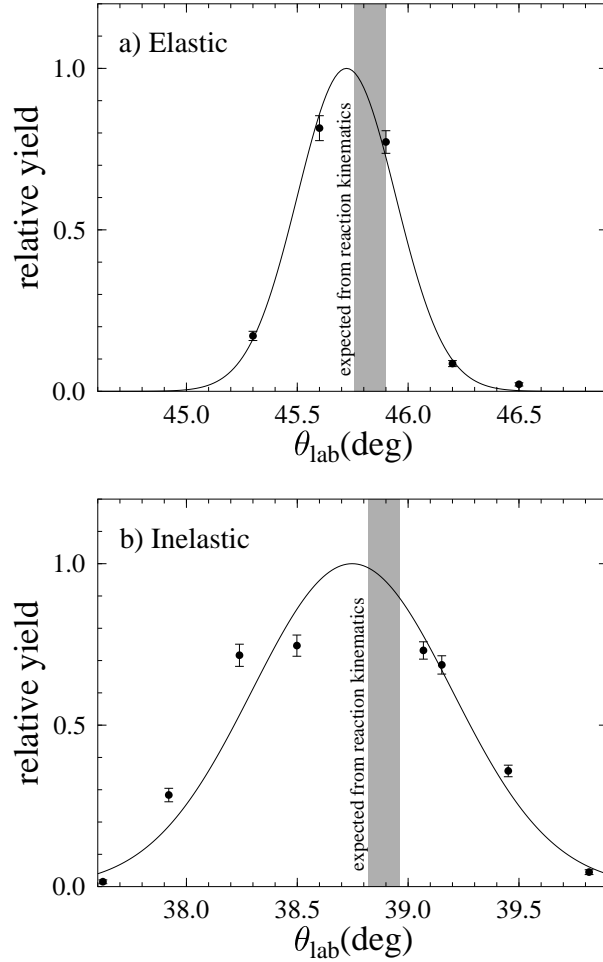 a) Elastic
1.0
0.5
0.0
relative yield
expected from reaction kinematics
45.0 45.5 46.0 46.5
θlab(deg)
b) Inelastic
1.0
0.5
0.0
relative yield
expected from reaction kinematics
38.0 38.5 39.0 39.5
θlab(deg)